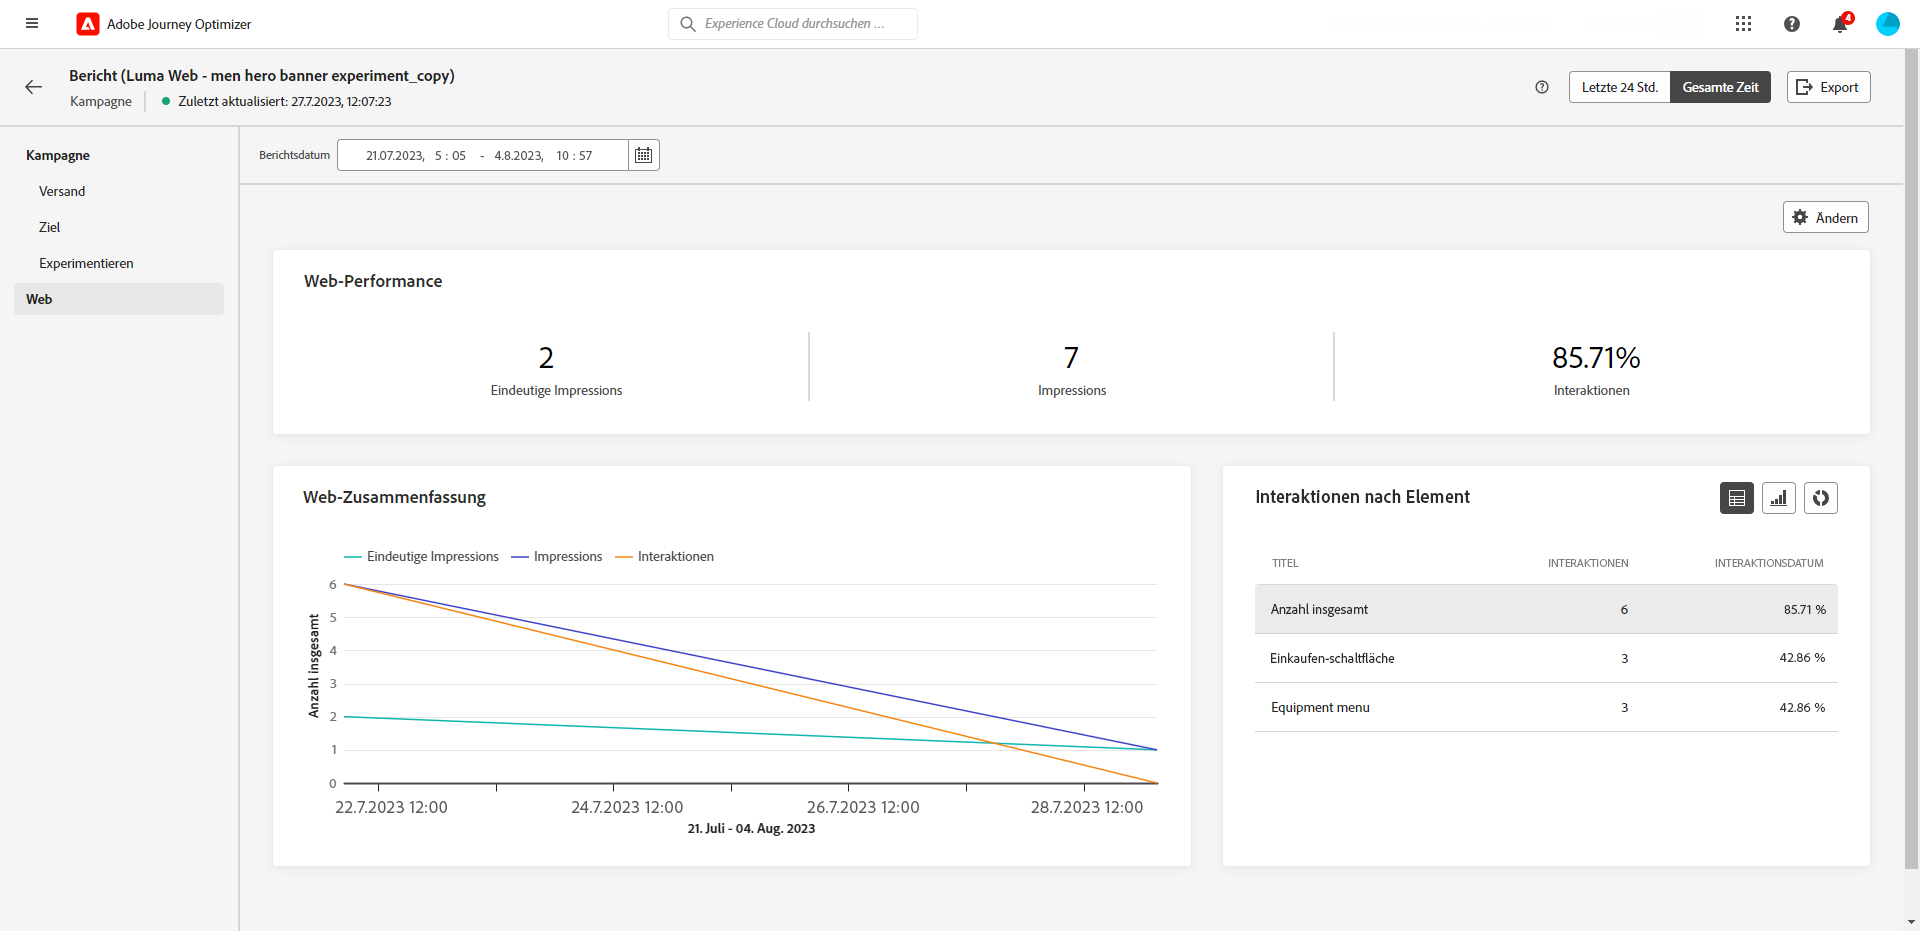 Adobe Journey Optimizer
Experience Cloud durchsuchen ...
4
Bericht (Luma Web - men hero banner experiment_copy)
Kampagne
Zuletzt aktualisiert: 27.7.2023, 12:07:23
Letzte 24 Std.
Gesamte Zeit
Export
Kampagne
Versand
Ziel
Experimentieren
Web
Berichtsdatum
21.07.2023, 5 : 05 - 4.8.2023, 10 : 57
Ändern
Web-Performance
2
Eindeutige Impressions
7
Impressions
85.71%
Interaktionen
Web-Zusammenfassung
Eindeutige Impressions
Impressions
Interaktionen
Anzahl insgesamt
6
5
4
3
2
1
0
22.7.2023 12:00
24.7.2023 12:00
26.7.2023 12:00
28.7.2023 12:00
21. Juli - 04. Aug. 2023
Interaktionen nach Element
TITEL INTERAKTIONEN INTERAKTIONSDATUM
Anzahl insgesamt 6 85.71 %
Einkaufen-schaltfläche 3 42.86 %
Equipment menu 3 42.86 %